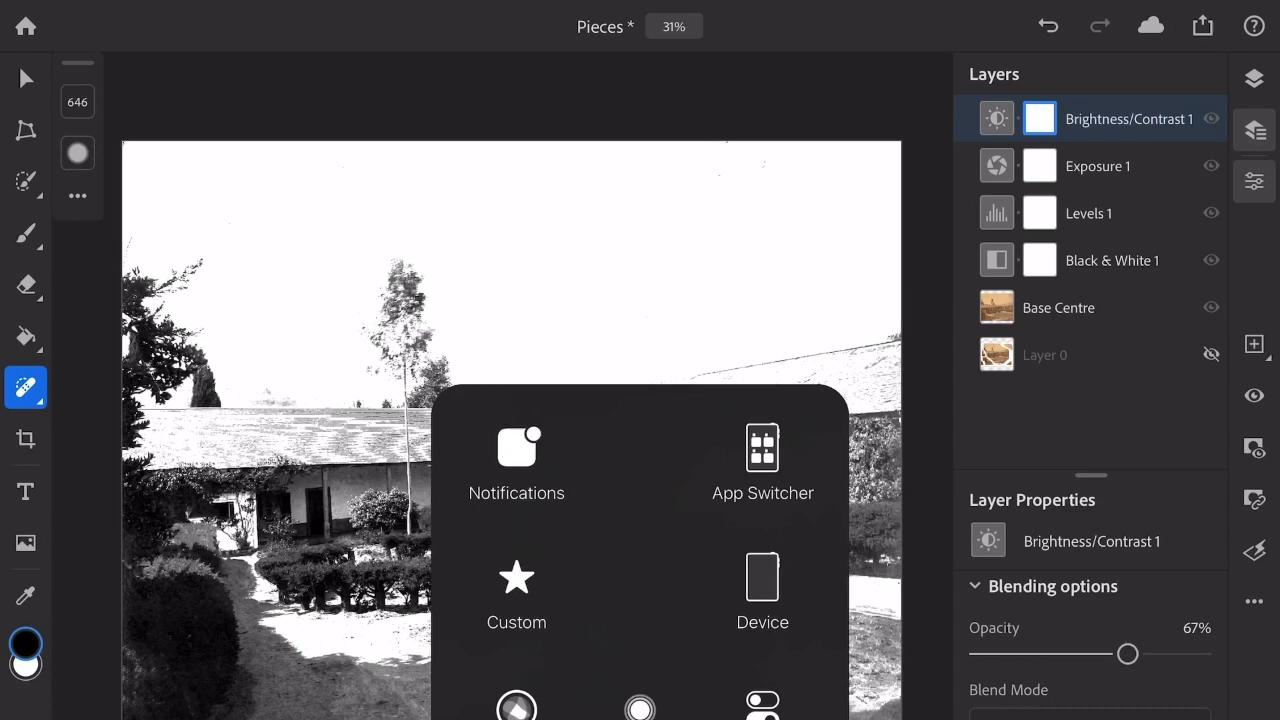 Pieces *
31%
646
Layers
Brightness/Contrast 1
Exposure 1
Levels 1
Black & White 1
Base Centre
Layer 0
Notifications
App Switcher
Custom
Device
Layer Properties
Brightness/Contrast 1
Blending options
Opacity
67%
Blend Mode